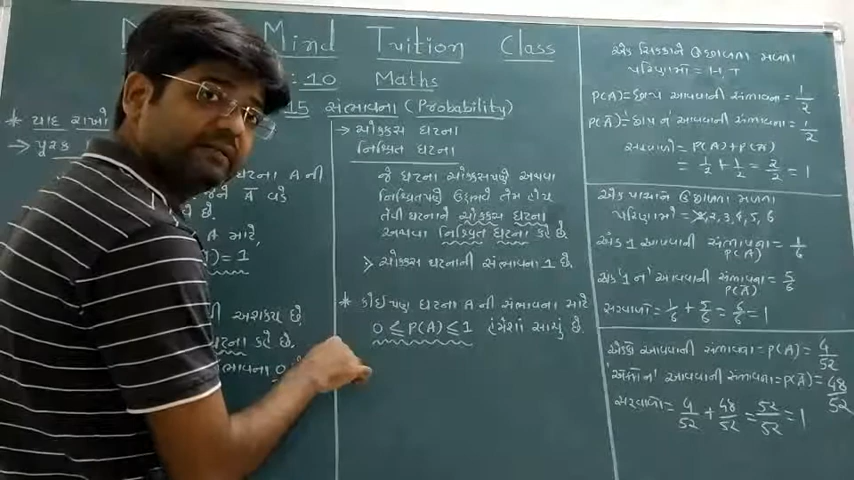 Mind Tuition Class
:- 10 Maths
15 સંભાવના (Probability)
* યાદ રાખો
→ પૂરક
ઘટના A ની
Ā વડે
છે.
A માટે,
= 1
ની અશક્ય છે.
ઘટના કહે છે.
→ ચોક્કસ ઘટના
નિશ્ચિત ઘટના
જે ઘટના ચોક્કસપણે અથવા
નિશ્ચિતપણે ઉદ્દભવે તેમ હોય
તેવી ઘટનાને ચોક્કસ ઘટના
અથવા નિશ્ચિત ઘટના કહે છે.
> ચોક્કસ ઘટનાની સંભાવના 1 છે.
* કોઈપણ ઘટના A ની સંભાવના માટે
0 ≤ P(A) ≤ 1 હંમેશાં સાચું છે.
એક સિક્કાને ઉછાળતા મળતા
પરિણામો = H, T
P(A) = છાપ આવવાની સંભાવના = 1/2
P(Ā) = છાપ ન આવવાની સંભાવના = 1/2
સરવાળો = P(A) + P(Ā)
= 1/2 + 1/2 = 2/2 = 1
એક પાસાને ઉછાળતા મળતા
પરિણામો = 1, 2, 3, 4, 5, 6
અંક 1 આવવાની સંભાવના P(A) = 1/6
અંક '1 ન' આવવાની સંભાવના P(Ā) = 5/6
સરવાળો = 1/6 + 5/6 = 6/6 = 1
એક્કો આવવાની સંભાવના = P(A) = 4/52
'એક્કો ન' આવવાની સંભાવના = P(Ā) = 48/52
સરવાળો = 4/52 + 48/52 = 52/52 = 1